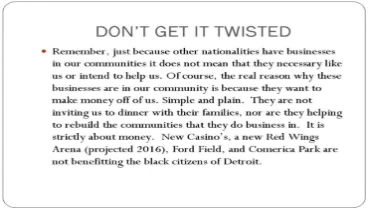 DON'T GET IT TWISTED
• Remember, just because other nationalities have businesses
in our communities it does not mean that they necessary like
us or intend to help us. Of course, the real reason why these
businesses are in our community is because they want to
make money off of us. Simple and plain. They are not
inviting us to dinner with their families, nor are they helping
to rebuild the communities that they do business in. It is
strictly about money. New Casino's, a new Red Wings
Arena (projected 2016), Ford Field, and Comerica Park are
not benefitting the black citizens of Detroit.